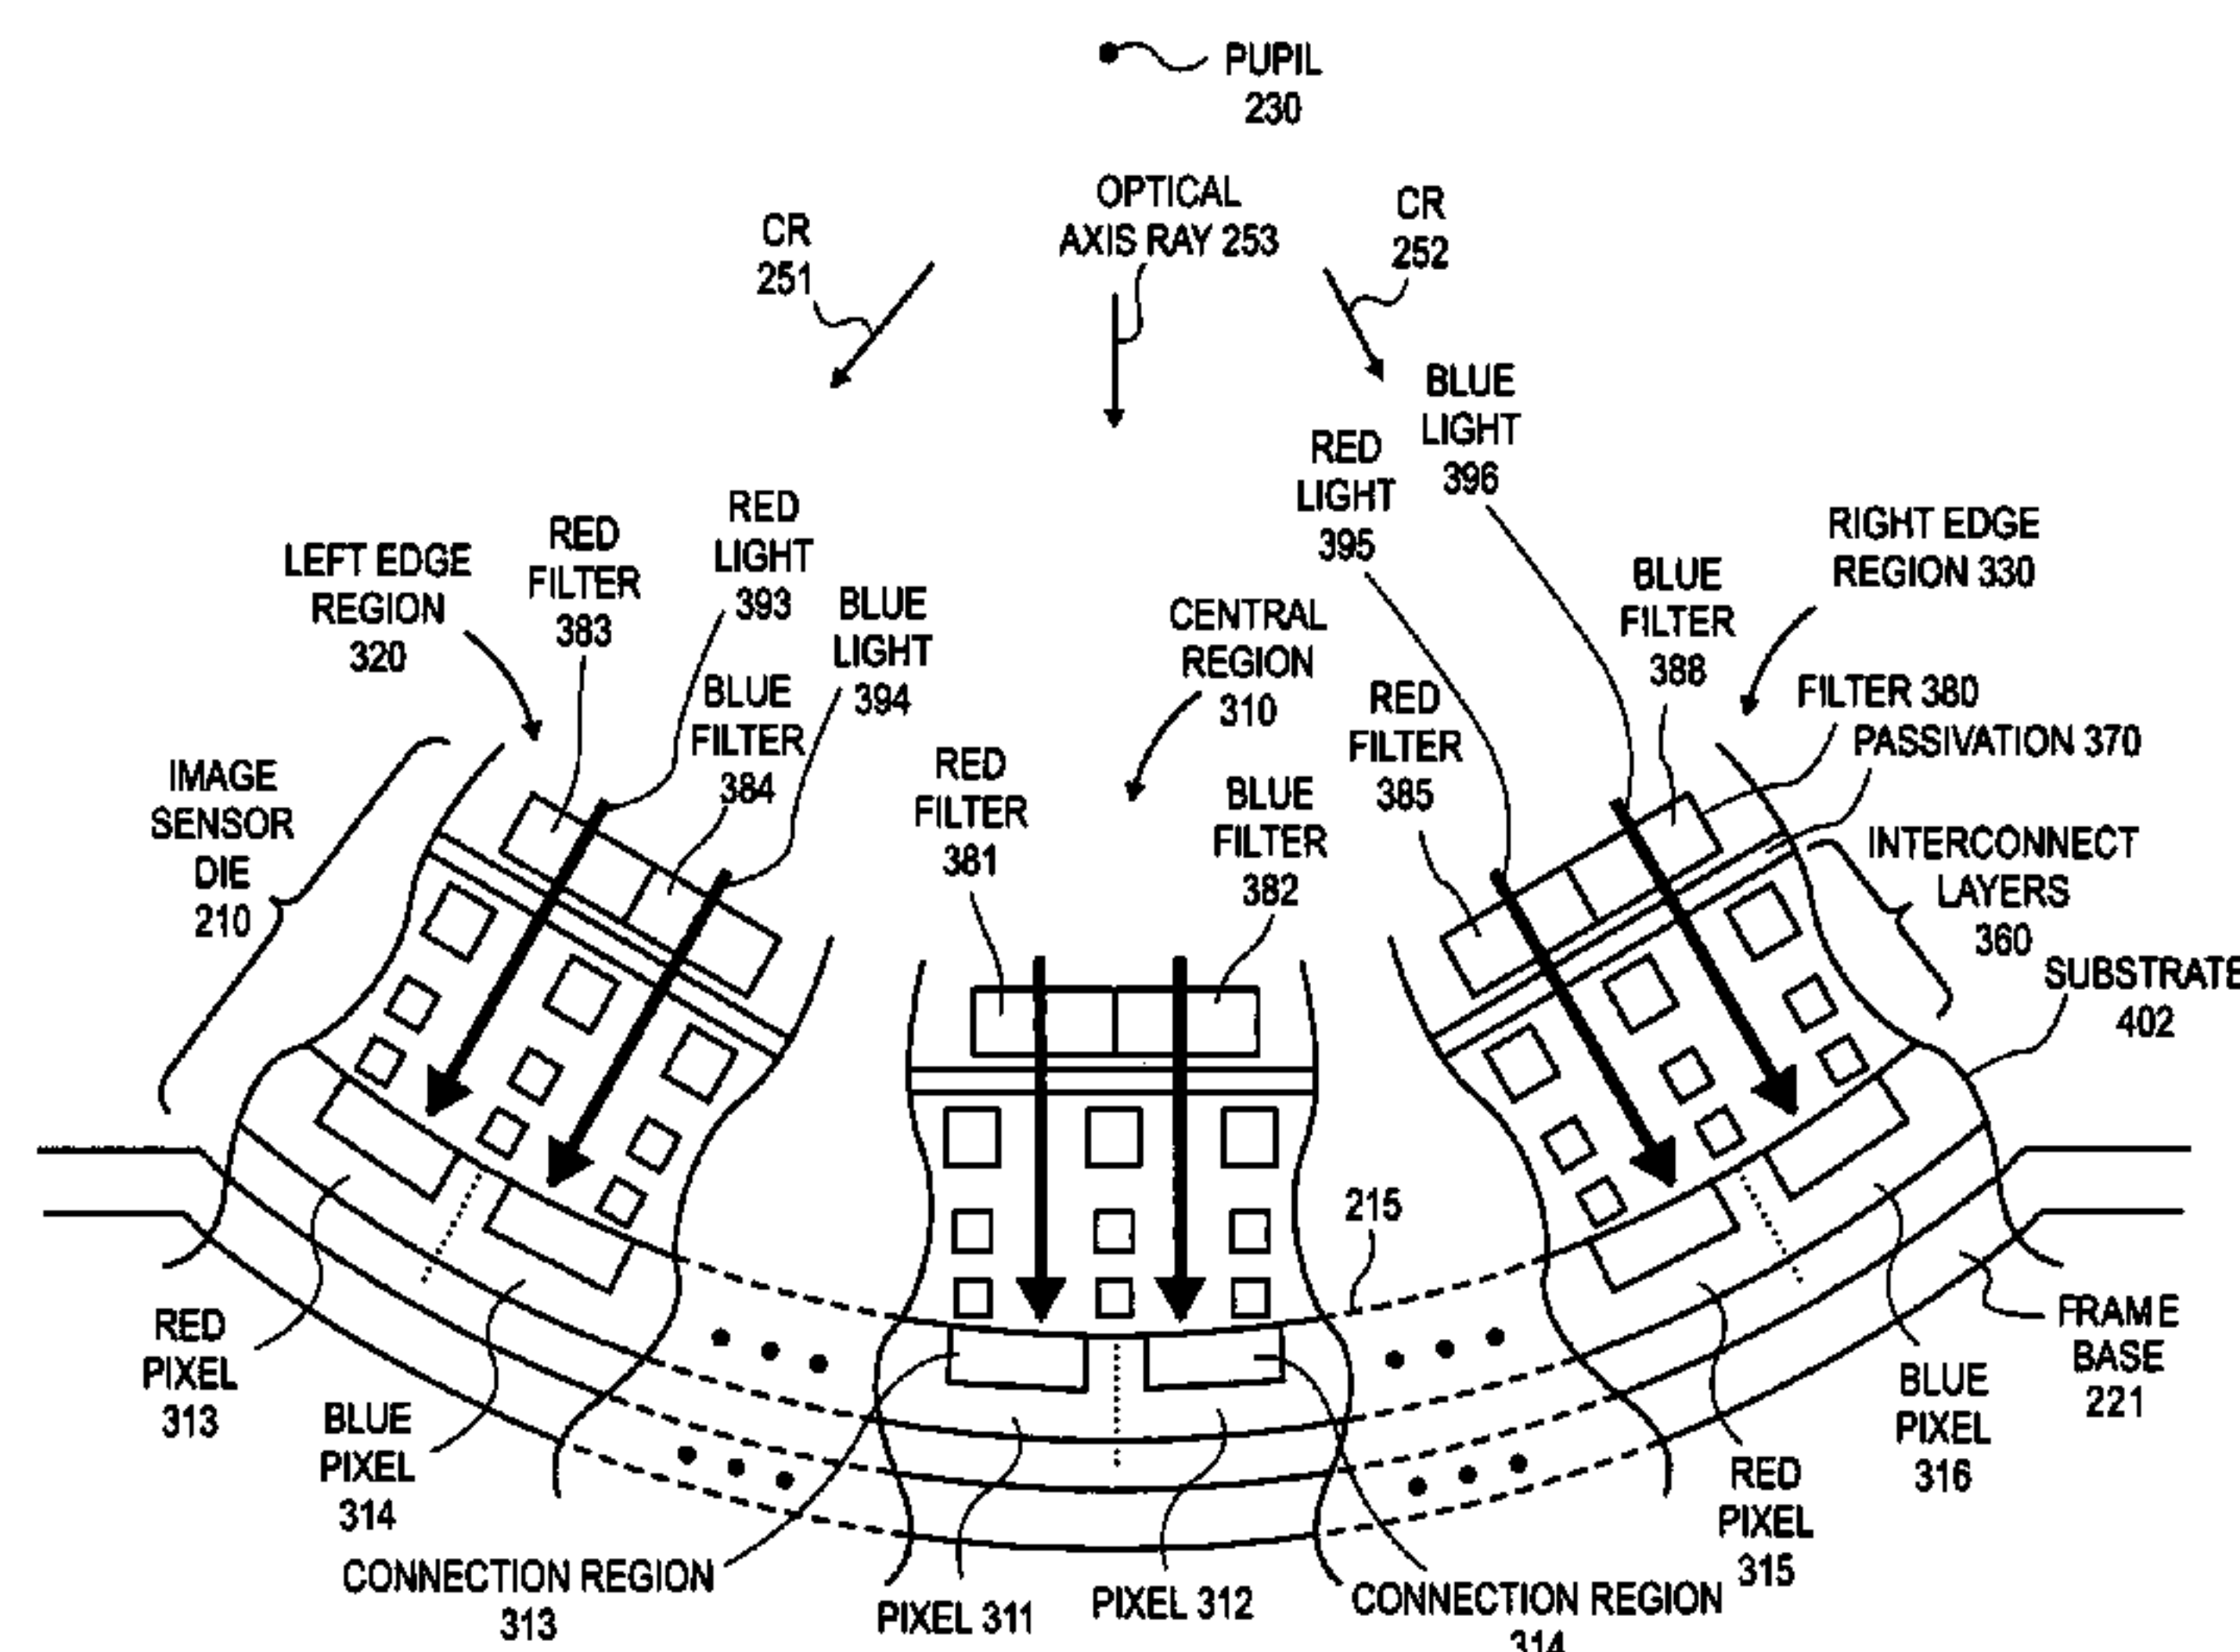 PUPIL
230
OPTICAL
AXIS RAY 253
CR
251
CR
252
BLUE
LIGHT
396
RED
LIGHT
395
RED
LIGHT
393
RED
FILTER
383
LEFT EDGE
REGION
320
BLUE
LIGHT
394
BLUE
FILTER
384
CENTRAL
REGION
310
RIGHT EDGE
REGION 330
BLUE
FILTER
388
FILTER 380
PASSIVATION 370
RED
FILTER
385
IMAGE
SENSOR
DIE
210
RED
FILTER
381
BLUE
FILTER
382
INTERCONNECT
LAYERS
360
SUBSTRATE
402
215
RED
PIXEL
313
BLUE
PIXEL
314
FRAME
BASE
221
BLUE
PIXEL
316
RED
PIXEL
315
CONNECTION REGION
313
PIXEL 311
PIXEL 312
CONNECTION REGION
314